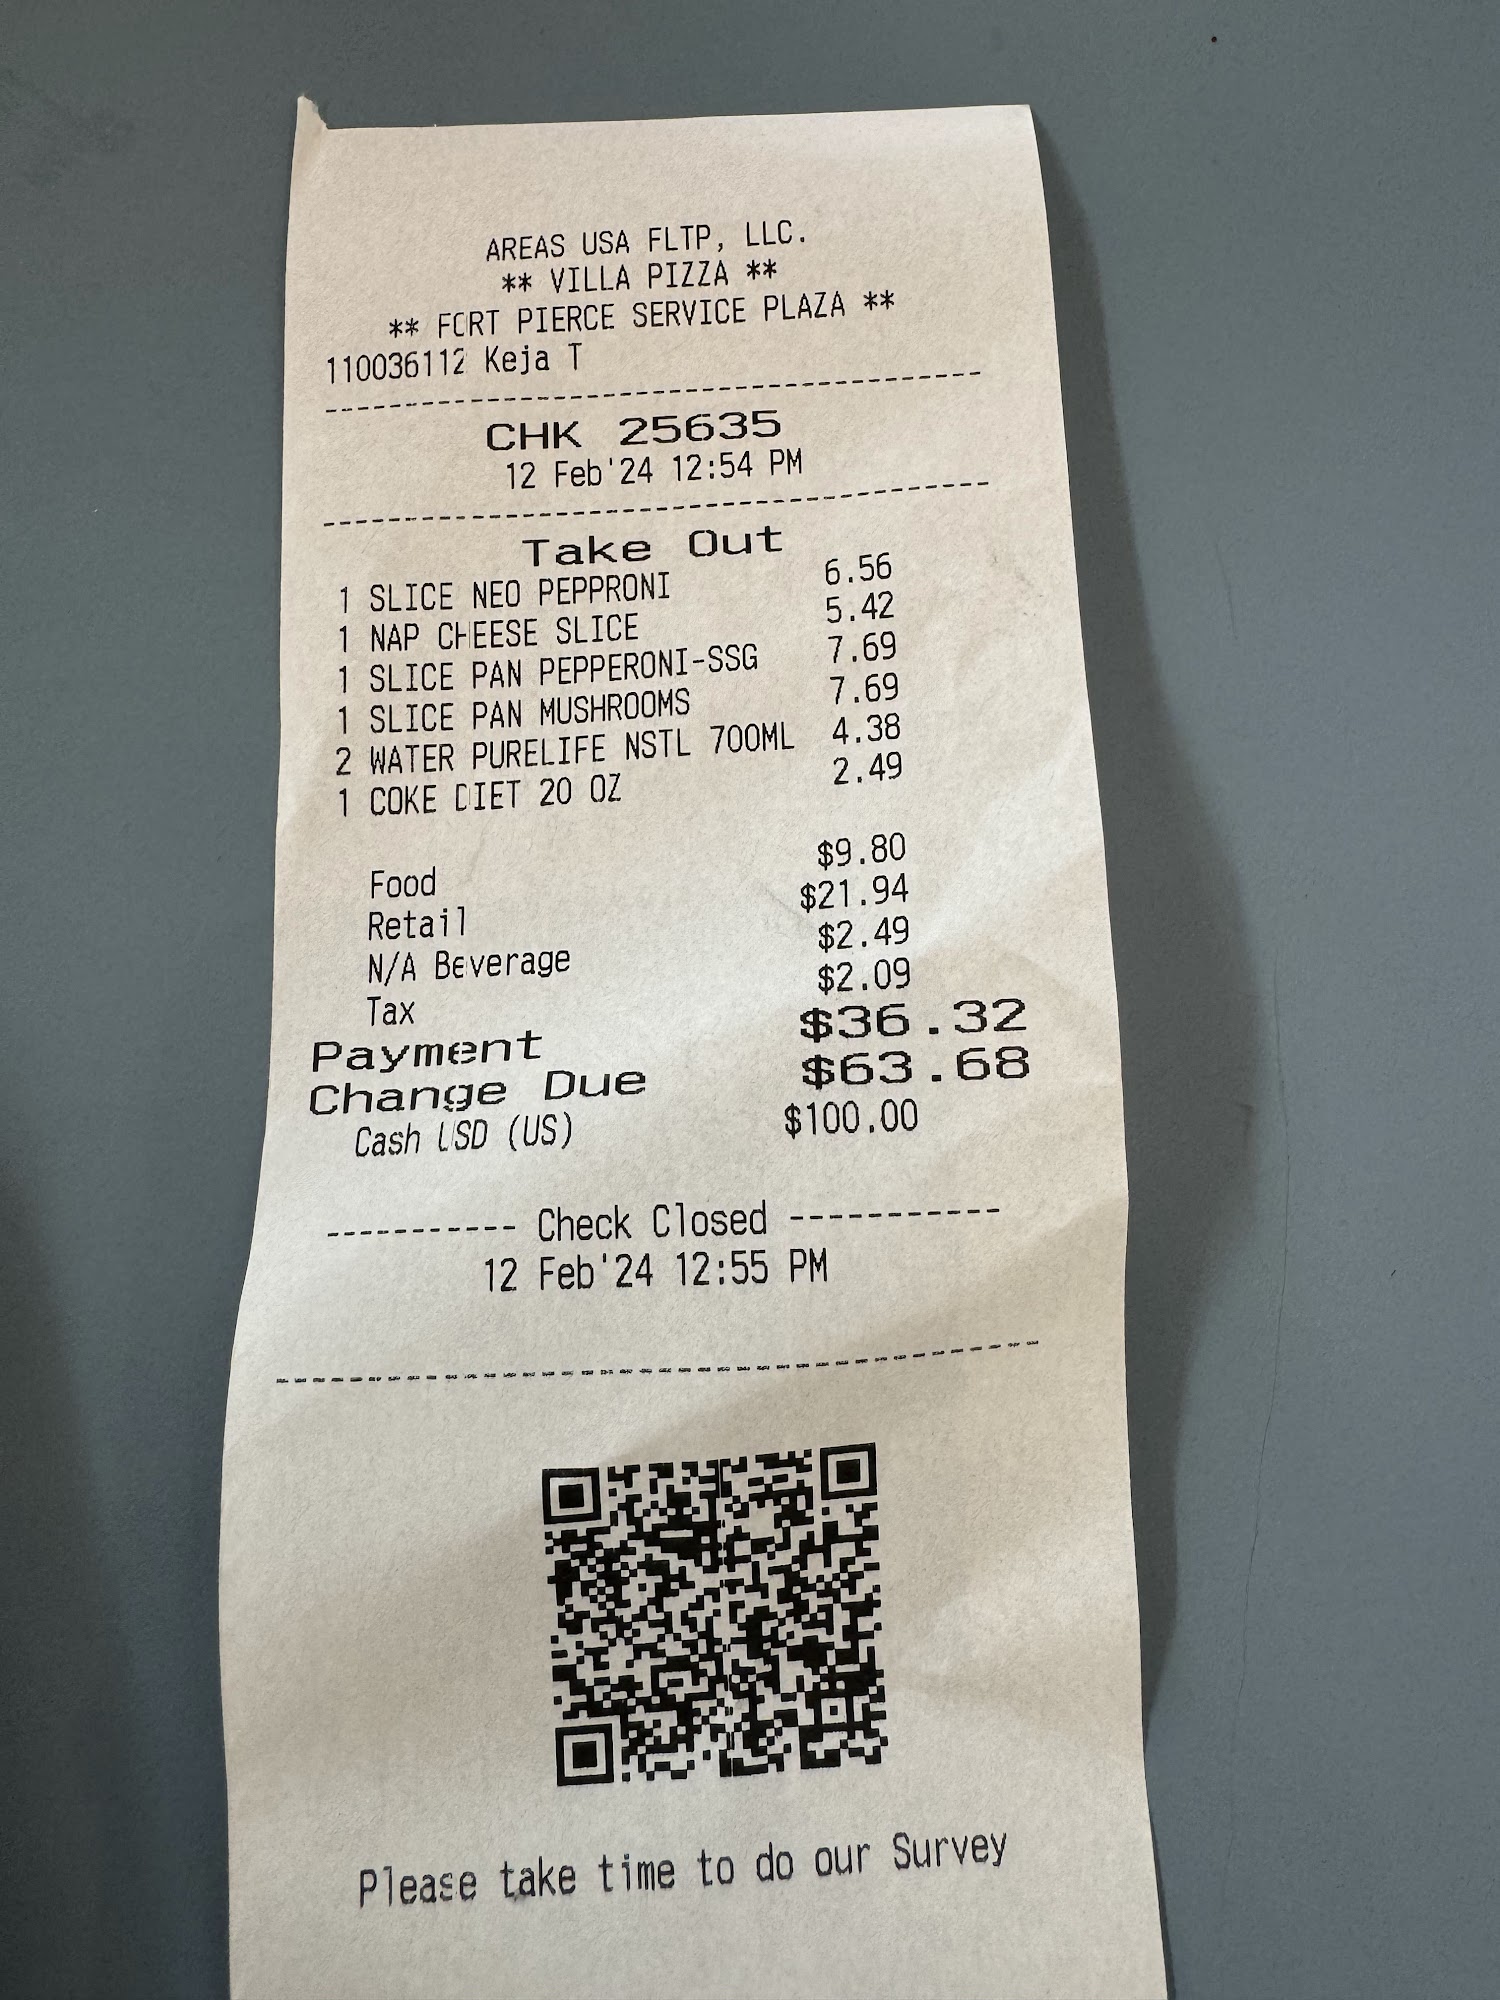 AREAS USA FLTP, LLC.
** VILLA PIZZA **
** FORT PIERCE SERVICE PLAZA **
110036112 Keja T
CHK 25635
12 Feb'24 12:54 PM
Take Out
1 SLICE NEO PEPPRONI 6.56
1 NAP CHEESE SLICE 5.42
1 SLICE PAN PEPPERONI-SSG 7.69
1 SLICE PAN MUSHROOMS 7.69
2 WATER PURELIFE NSTL 700ML 4.38
1 COKE DIET 20 OZ 2.49
Food $9.80
Retail $21.94
N/A Beverage $2.49
Tax $2.09
Payment $36.32
Change Due $63.68
Cash USD (US) $100.00
----------- Check Closed -----------
12 Feb'24 12:55 PM
Please take time to do our Survey